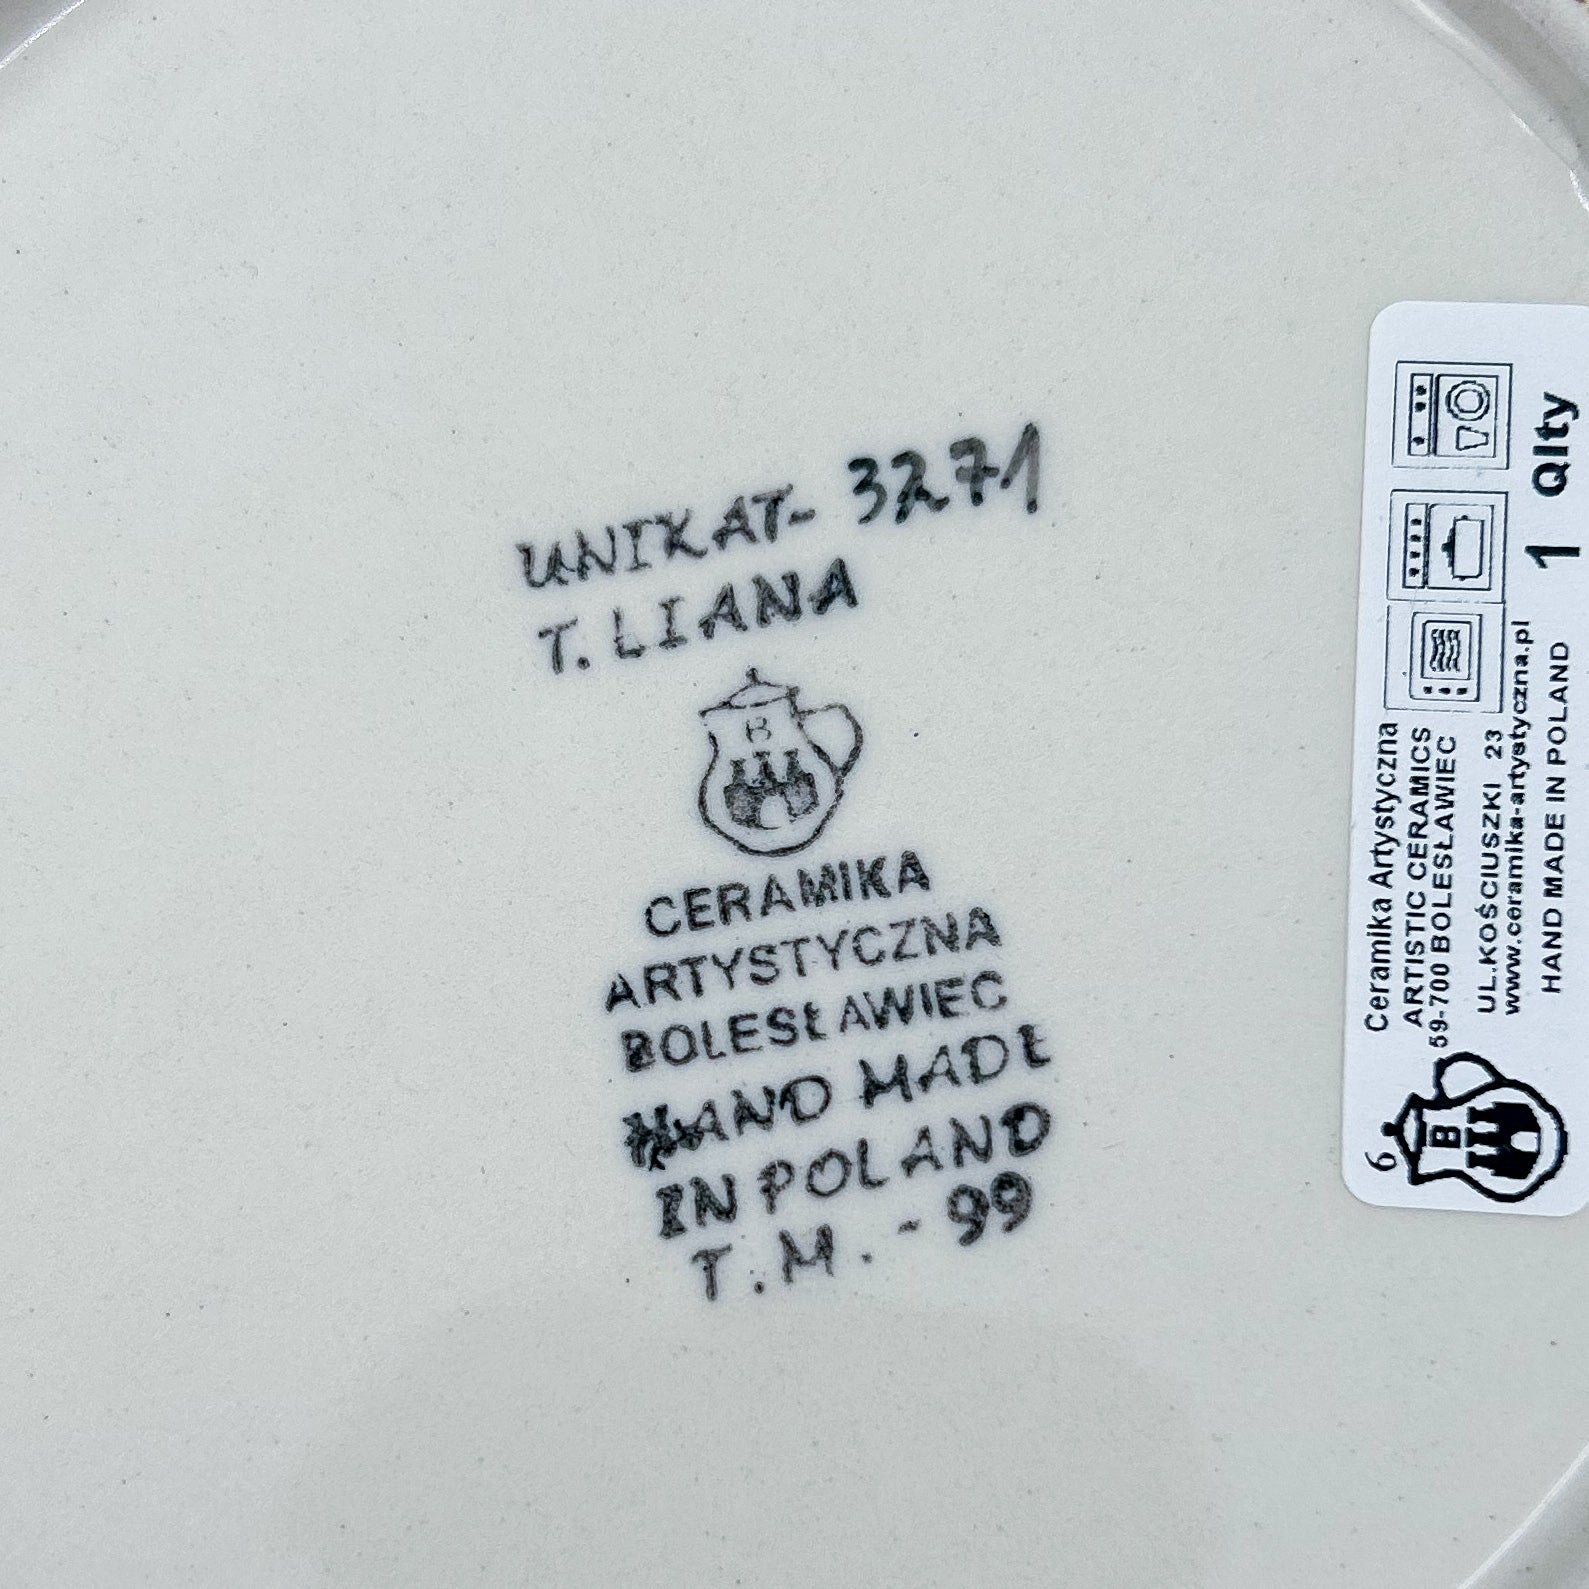 UNIKAT- 3271
T. LIANA
B
CERAMIKA
ARTYSTYCZNA
BOLESŁAWIEC
HAND MADE
IN POLAND
T.M.-99
Ceramika Artystyczna
ARTISTIC CERAMICS
59-700 BOLESŁAWIEC
UL.KOŚCIUSZKI 23
www.ceramika-artystyczna.pl
HAND MADE IN POLAND
1 Qlty
6
B